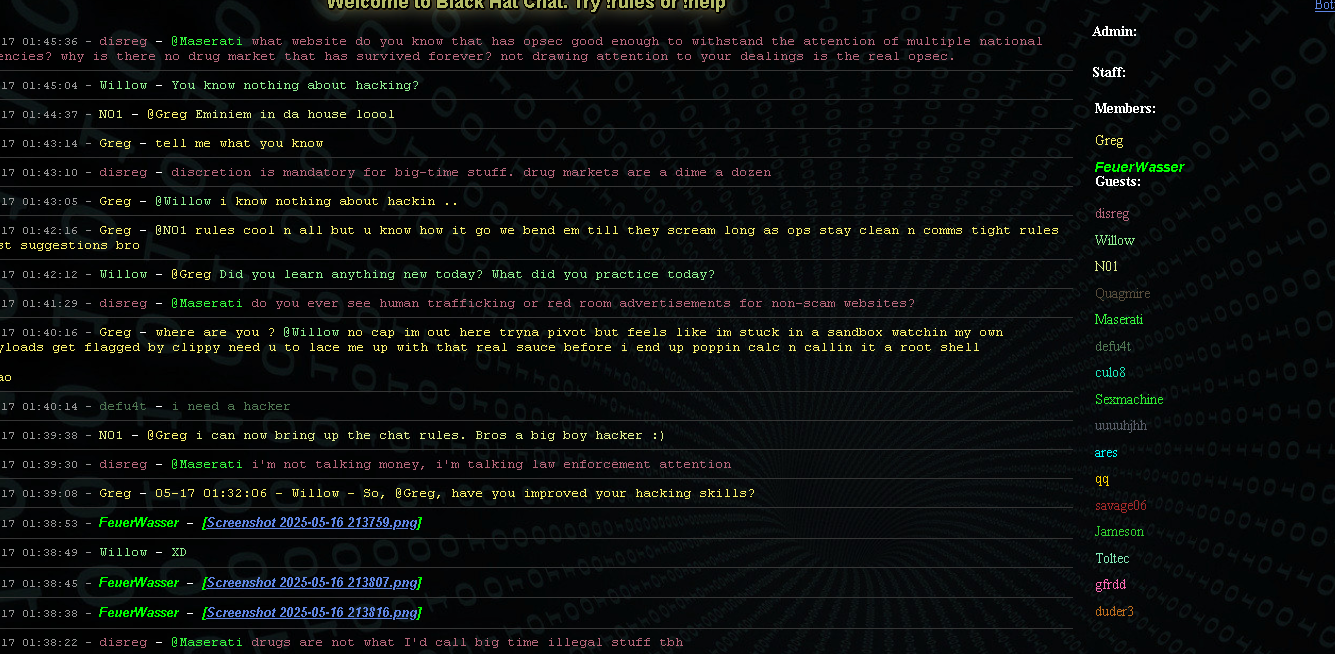 Welcome to Black Hat Chat. Try !rules or !help
Bot
17 01:45:36 - disreg - @Maserati what website do you know that has opsec good enough to withstand the attention of multiple national
encies? why is there no drug market that has survived forever? not drawing attention to your dealings is the real opsec.
17 01:45:04 - Willow - You know nothing about hacking?
17 01:44:37 - NO1 - @Greg Eminiem in da house loool
17 01:43:14 - Greg - tell me what you know
17 01:43:10 - disreg - discretion is mandatory for big-time stuff. drug markets are a dime a dozen
17 01:43:05 - Greg - @Willow i know nothing about hackin ..
17 01:42:16 - Greg - @NO1 rules cool n all but u know how it go we bend em till they scream long as ops stay clean n comms tight rules
st suggestions bro
17 01:42:12 - Willow - @Greg Did you learn anything new today? What did you practice today?
17 01:41:29 - disreg - @Maserati do you ever see human trafficking or red room advertisements for non-scam websites?
17 01:40:16 - Greg - where are you ? @Willow no cap im out here tryna pivot but feels like im stuck in a sandbox watchin my own
yloads get flagged by clippy need u to lace me up with that real sauce before i end up poppin calc n callin it a root shell
ao
17 01:40:14 - defu4t - i need a hacker
17 01:39:38 - NO1 - @Greg i can now bring up the chat rules. Bros a big boy hacker :)
17 01:39:30 - disreg - @Maserati i'm not talking money, i'm talking law enforcement attention
17 01:39:08 - Greg - 05-17 01:32:06 - Willow - So, @Greg, have you improved your hacking skills?
17 01:38:53 - FeuerWasser - [Screenshot 2025-05-16 213759.png]
17 01:38:49 - Willow - XD
17 01:38:45 - FeuerWasser - [Screenshot 2025-05-16 213807.png]
17 01:38:38 - FeuerWasser - [Screenshot 2025-05-16 213816.png]
17 01:38:22 - disreg - @Maserati drugs are not what I'd call big time illegal stuff tbh
Admin:
Staff:
Members:
Greg
FeuerWasser
Guests:
disreg
Willow
N01
Quagmire
Maserati
defu4t
culo8
Sexmachine
uuuuhjhh
ares
qq
savage06
Jameson
Toltec
gfrdd
duder3